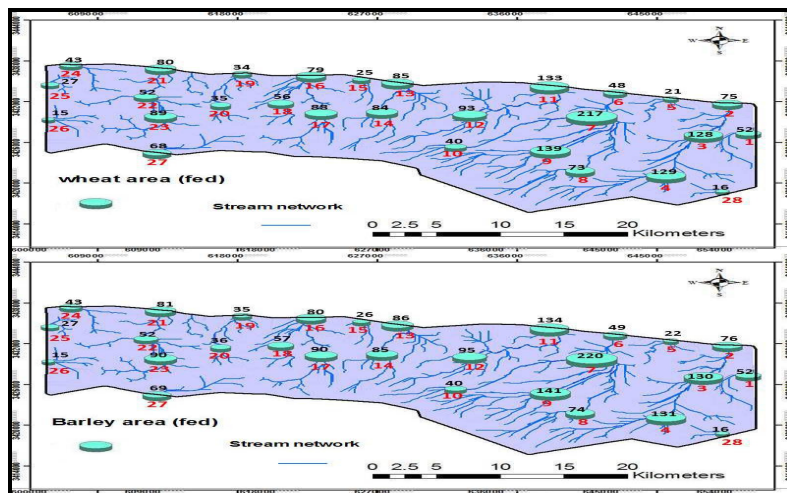 609000 618000 627000 636000 645000 654000
43 80 34 79 25 85 133 48 21 75
24 27 21 19 16 15 13 11 6 5 2
25 52 22 56 88 84 93 217 128 52
15 89 20 18 17 14 12 7 3 1
26 23 40 139
68 10 9 73 129
27 8 4 16
wheat area (fed) 28
Stream network
0 2.5 5 10 15 20
Kilometers
N
W E
S
609000 618000 627000 636000 645000 654000
43 81 35 80 26 86 134 49 22 76
24 27 21 19 16 15 13 11 6 5 2
25 52 22 36 57 90 85 95 220 130 52
15 90 20 18 17 14 12 7 3 1
26 23 40 141
69 10 9 74 131
27 8 4 16
Barley area (fed) 28
Stream network
0 2.5 5 10 15 20
Kilometers
N
W E
S